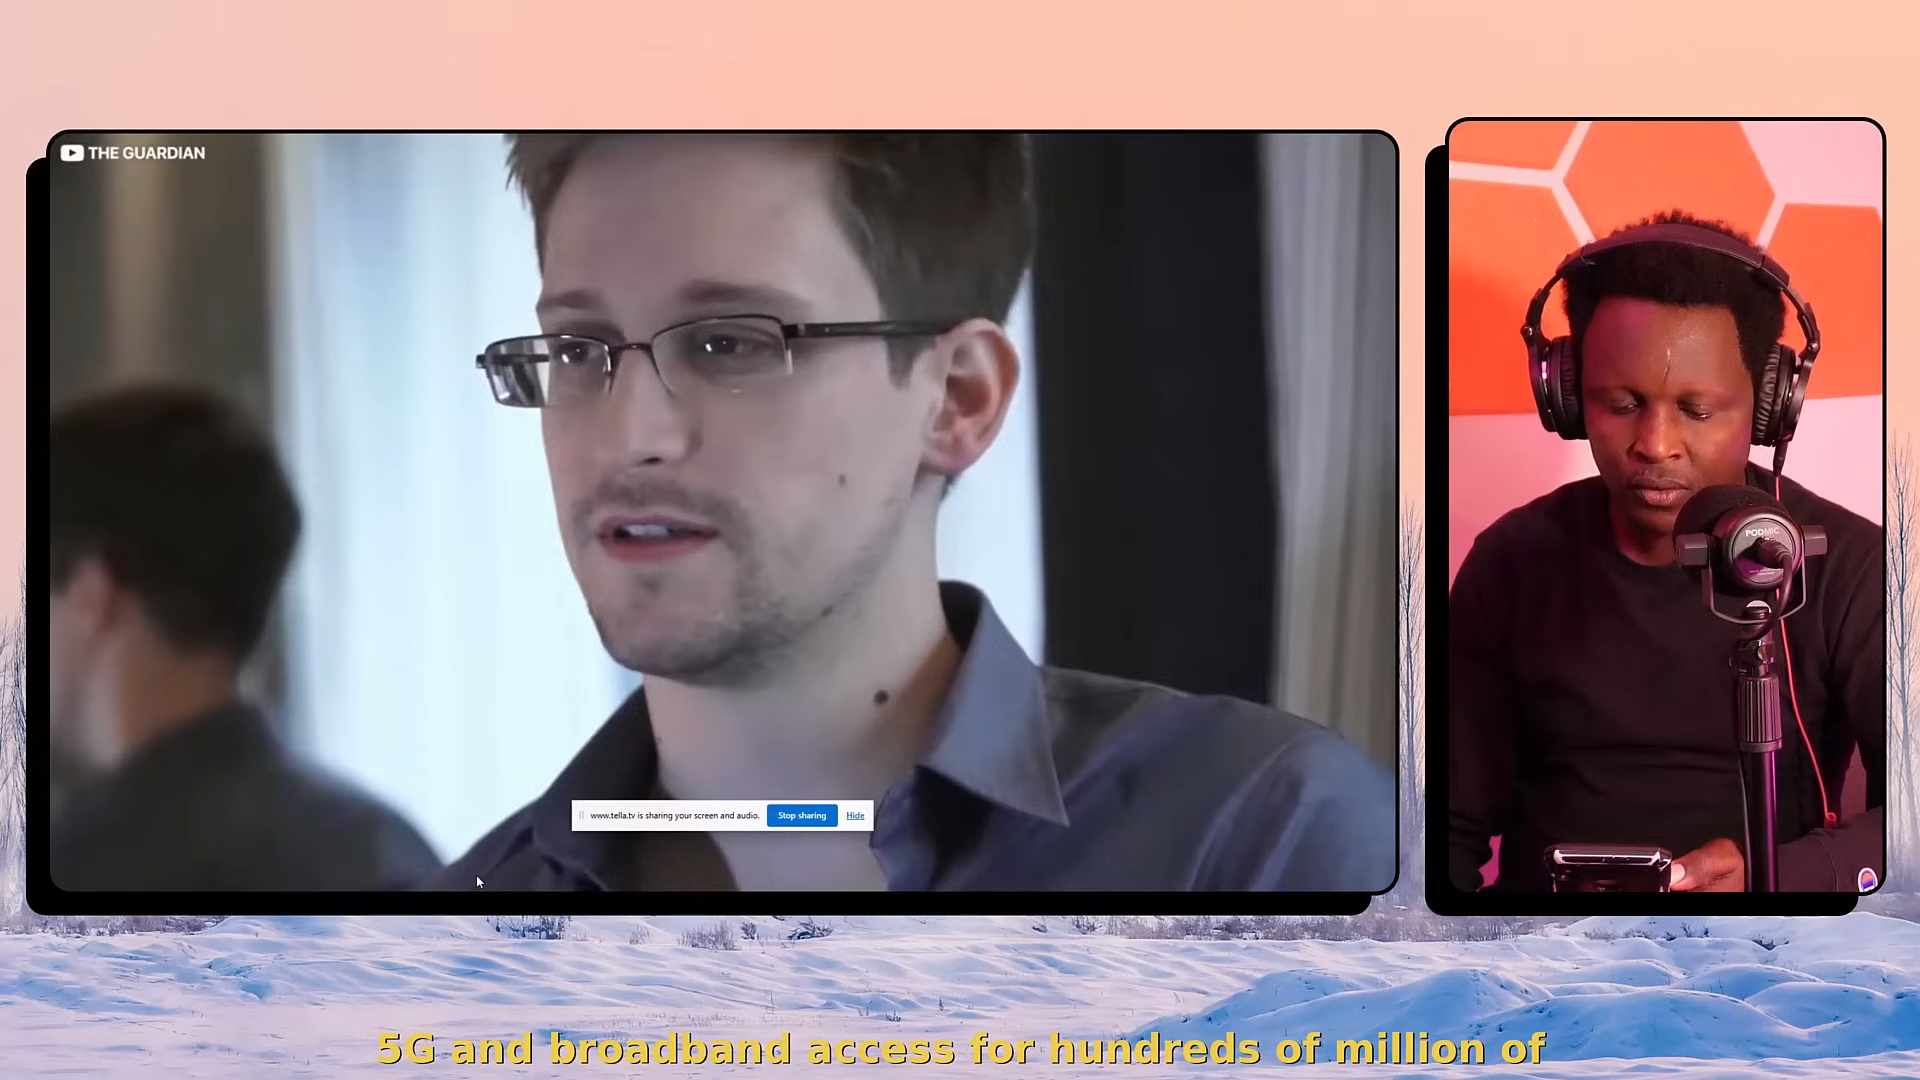 THE GUARDIAN
www.tella.tv is sharing your screen and audio. Stop sharing Hide
PODMIC
5G and broadband access for hundreds of million of